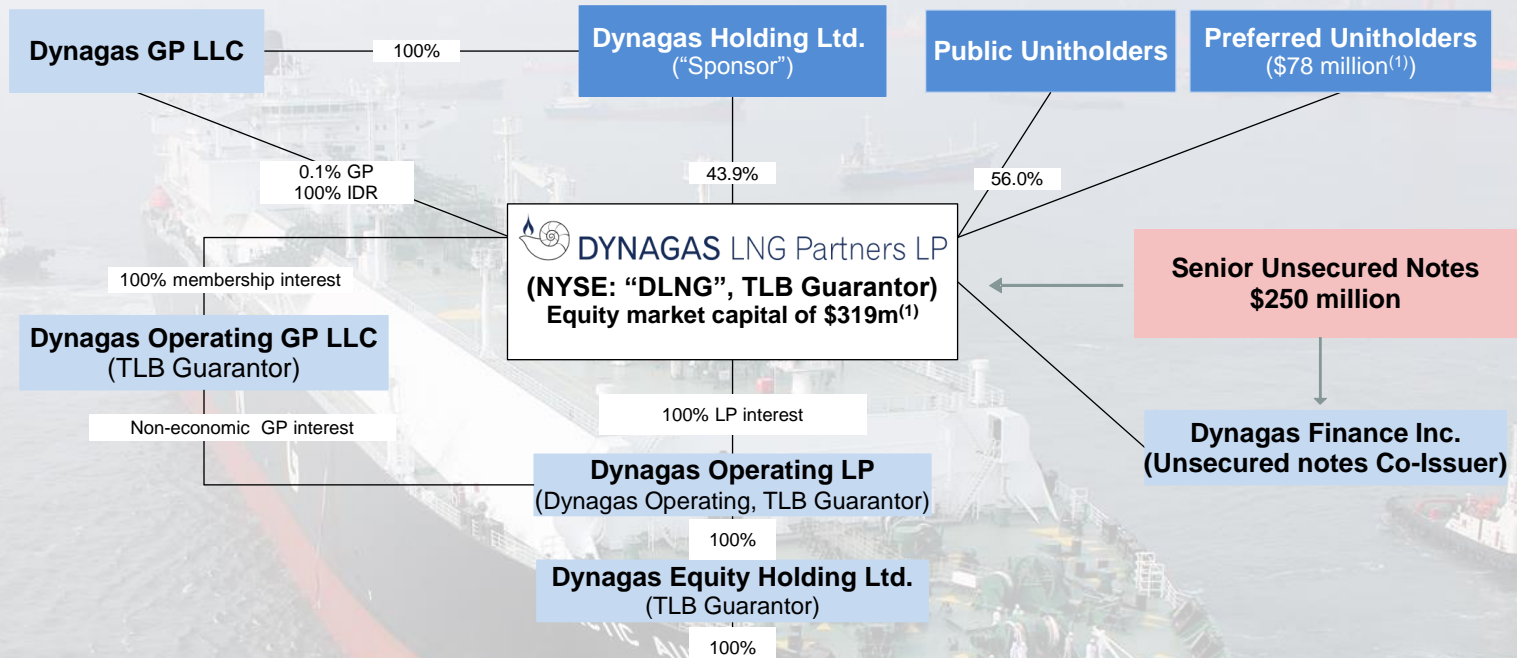 Dynagas GP LLC
100%
Dynagas Holding Ltd.
(“Sponsor”)
Public Unitholders
Preferred Unitholders
($78 million(1))
0.1% GP
100% IDR
43.9%
56.0%
DYNAGAS LNG Partners LP
(NYSE: “DLNG”, TLB Guarantor)
Equity market capital of $319m(1)
100% membership interest
Senior Unsecured Notes
$250 million
Dynagas Operating GP LLC
(TLB Guarantor)
Non-economic GP interest
100% LP interest
Dynagas Finance Inc.
(Unsecured notes Co-Issuer)
Dynagas Operating LP
(Dynagas Operating, TLB Guarantor)
100%
Dynagas Equity Holding Ltd.
(TLB Guarantor)
100%